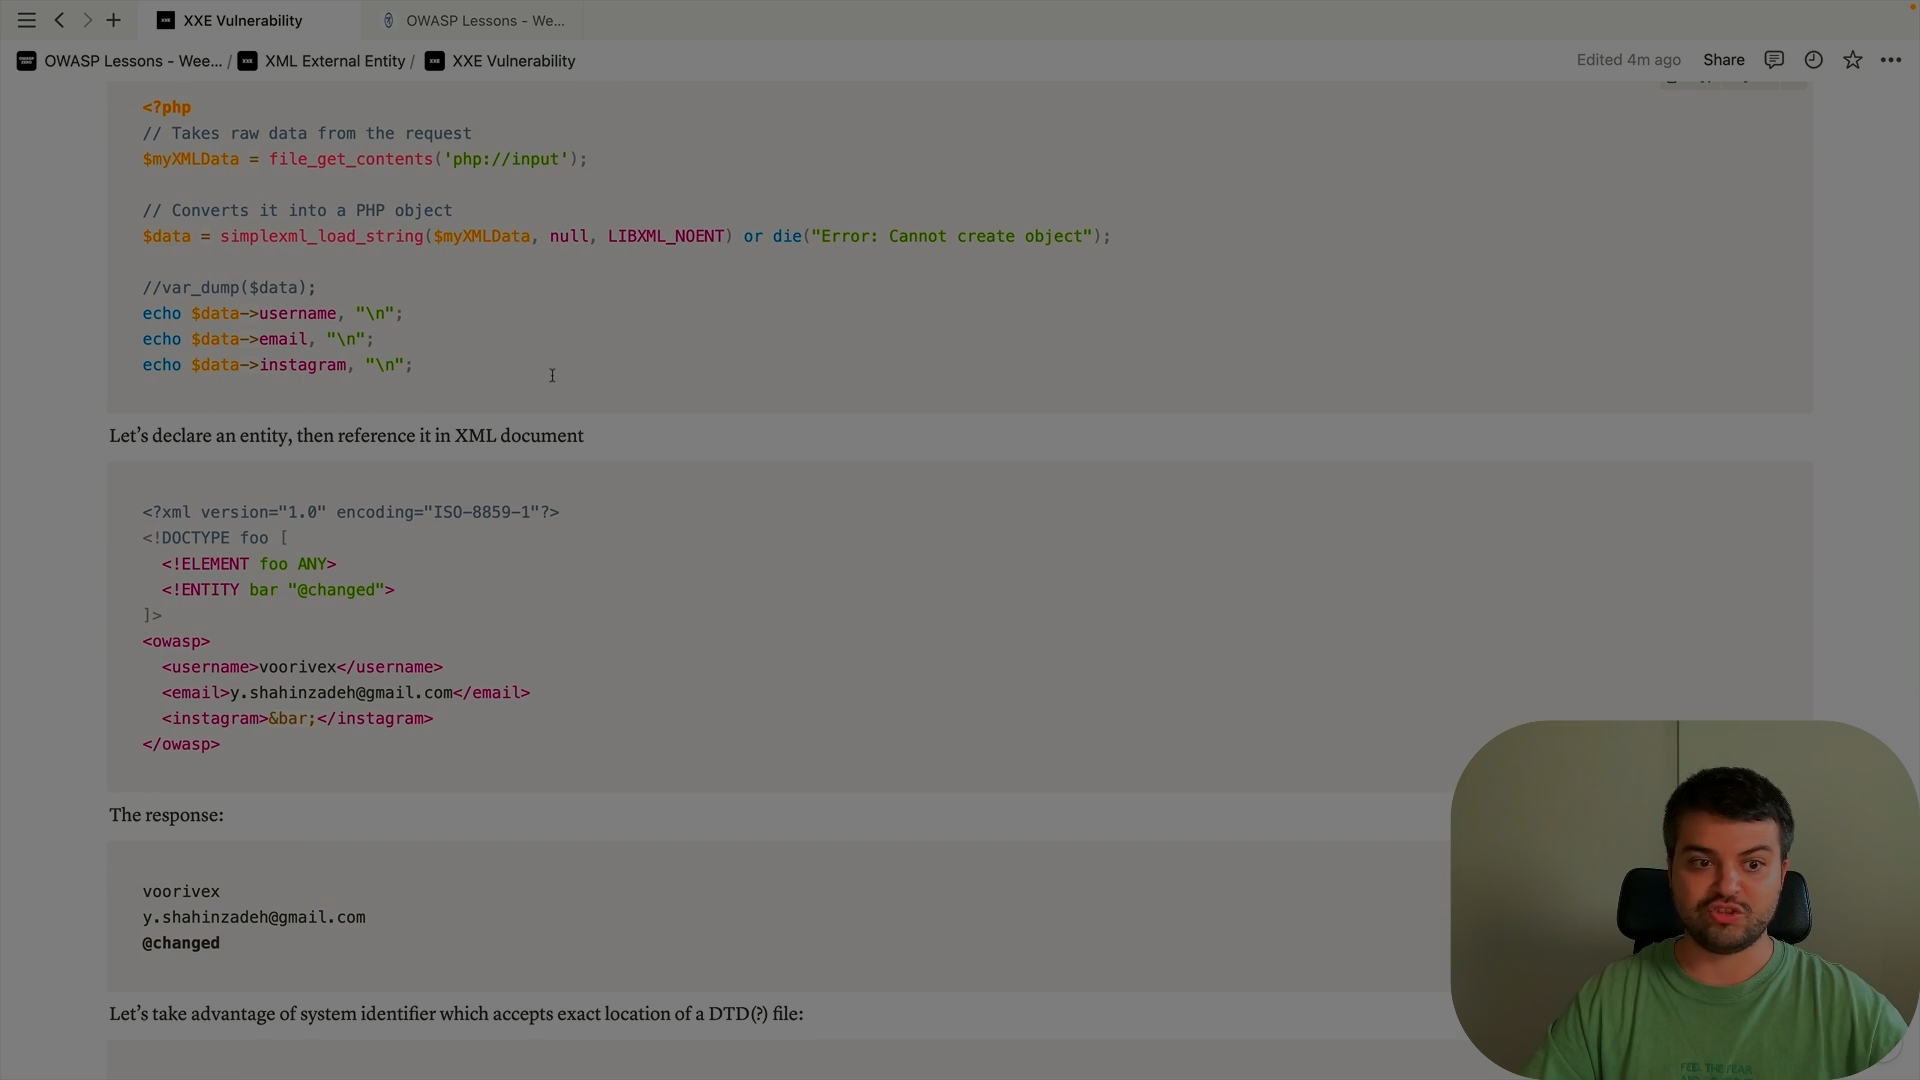 XXE Vulnerability
OWASP Lessons - We...
OWASP Lessons - Wee... / XML External Entity / XXE Vulnerability
Edited 4m ago
Share
<?php
// Takes raw data from the request
$myXMLData = file_get_contents('php://input');
// Converts it into a PHP object
$data = simplexml_load_string($myXMLData, null, LIBXML_NOENT) or die("Error: Cannot create object");
//var_dump($data);
echo $data->username, "\n";
echo $data->email, "\n";
echo $data->instagram, "\n";
Let’s declare an entity, then reference it in XML document
<?xml version="1.0" encoding="ISO-8859-1"?>
<!DOCTYPE foo [
<!ELEMENT foo ANY>
<!ENTITY bar "@changed">
]>
<owasp>
<username>voorivex</username>
<email>y.shahinzadeh@gmail.com</email>
<instagram>&bar;</instagram>
</owasp>
The response:
voorivex
y.shahinzadeh@gmail.com
@changed
Let’s take advantage of system identifier which accepts exact location of a DTD(?) file:
FEEL THE FEAR